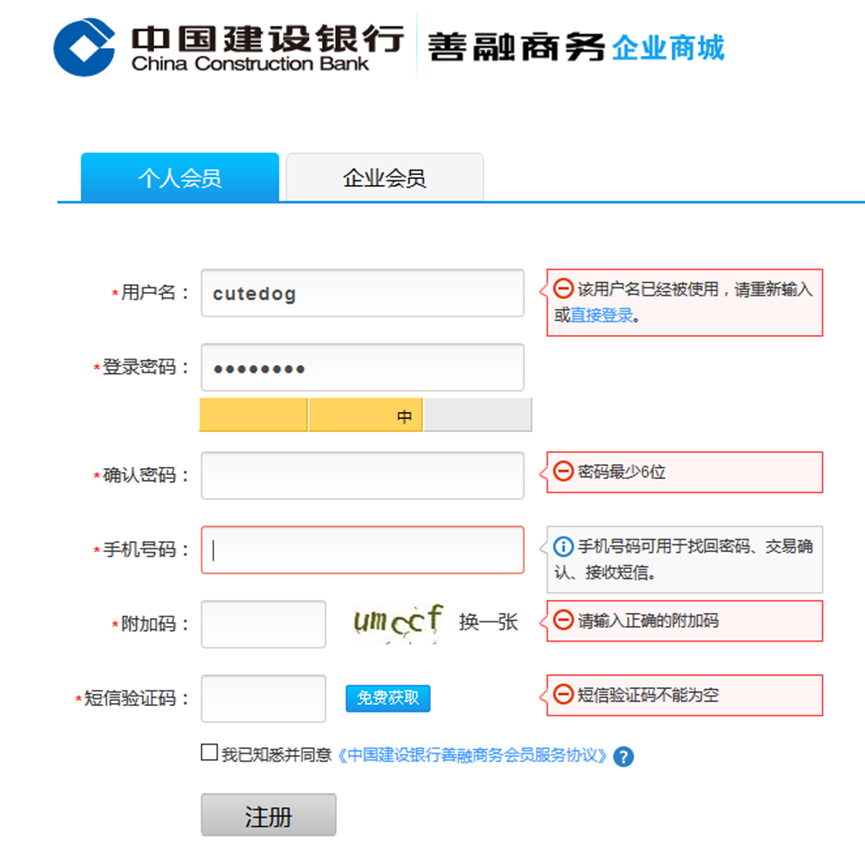 中国建设银行 善融商务 企业商城
China Construction Bank
个人会员 企业会员
*用户名： cutedog
该用户名已经被使用，请重新输入
或直接登录。
*登录密码： ●●●●●●●●
中
*确认密码：
密码最少6位
*手机号码：
手机号码可用于找回密码、交易确
认、接收短信。
*附加码： umccf 换一张
请输入正确的附加码
*短信验证码： 免费获取
短信验证码不能为空
我已知悉并同意《中国建设银行善融商务会员服务协议》 ?
注册